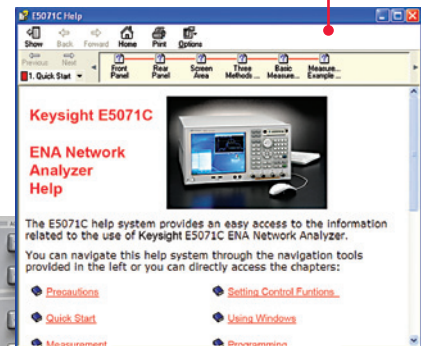 E5071C Help
Show Back Forward Home Print Options
Previous Next
1. Quick Start
Front Panel
Rear Panel
Screen Area
Three Methods ...
Basic Measure...
Measure... Example ...
Keysight E5071C
ENA Network
Analyzer
Help
The E5071C help system provides an easy access to the information
related to the use of Keysight E5071C ENA Network Analyzer.
You can navigate this help system through the navigation tools
provided in the left or you can directly access the chapters:
Precautions
Setting Control Funtions
Quick Start
Using Windows
Measurement
Programming